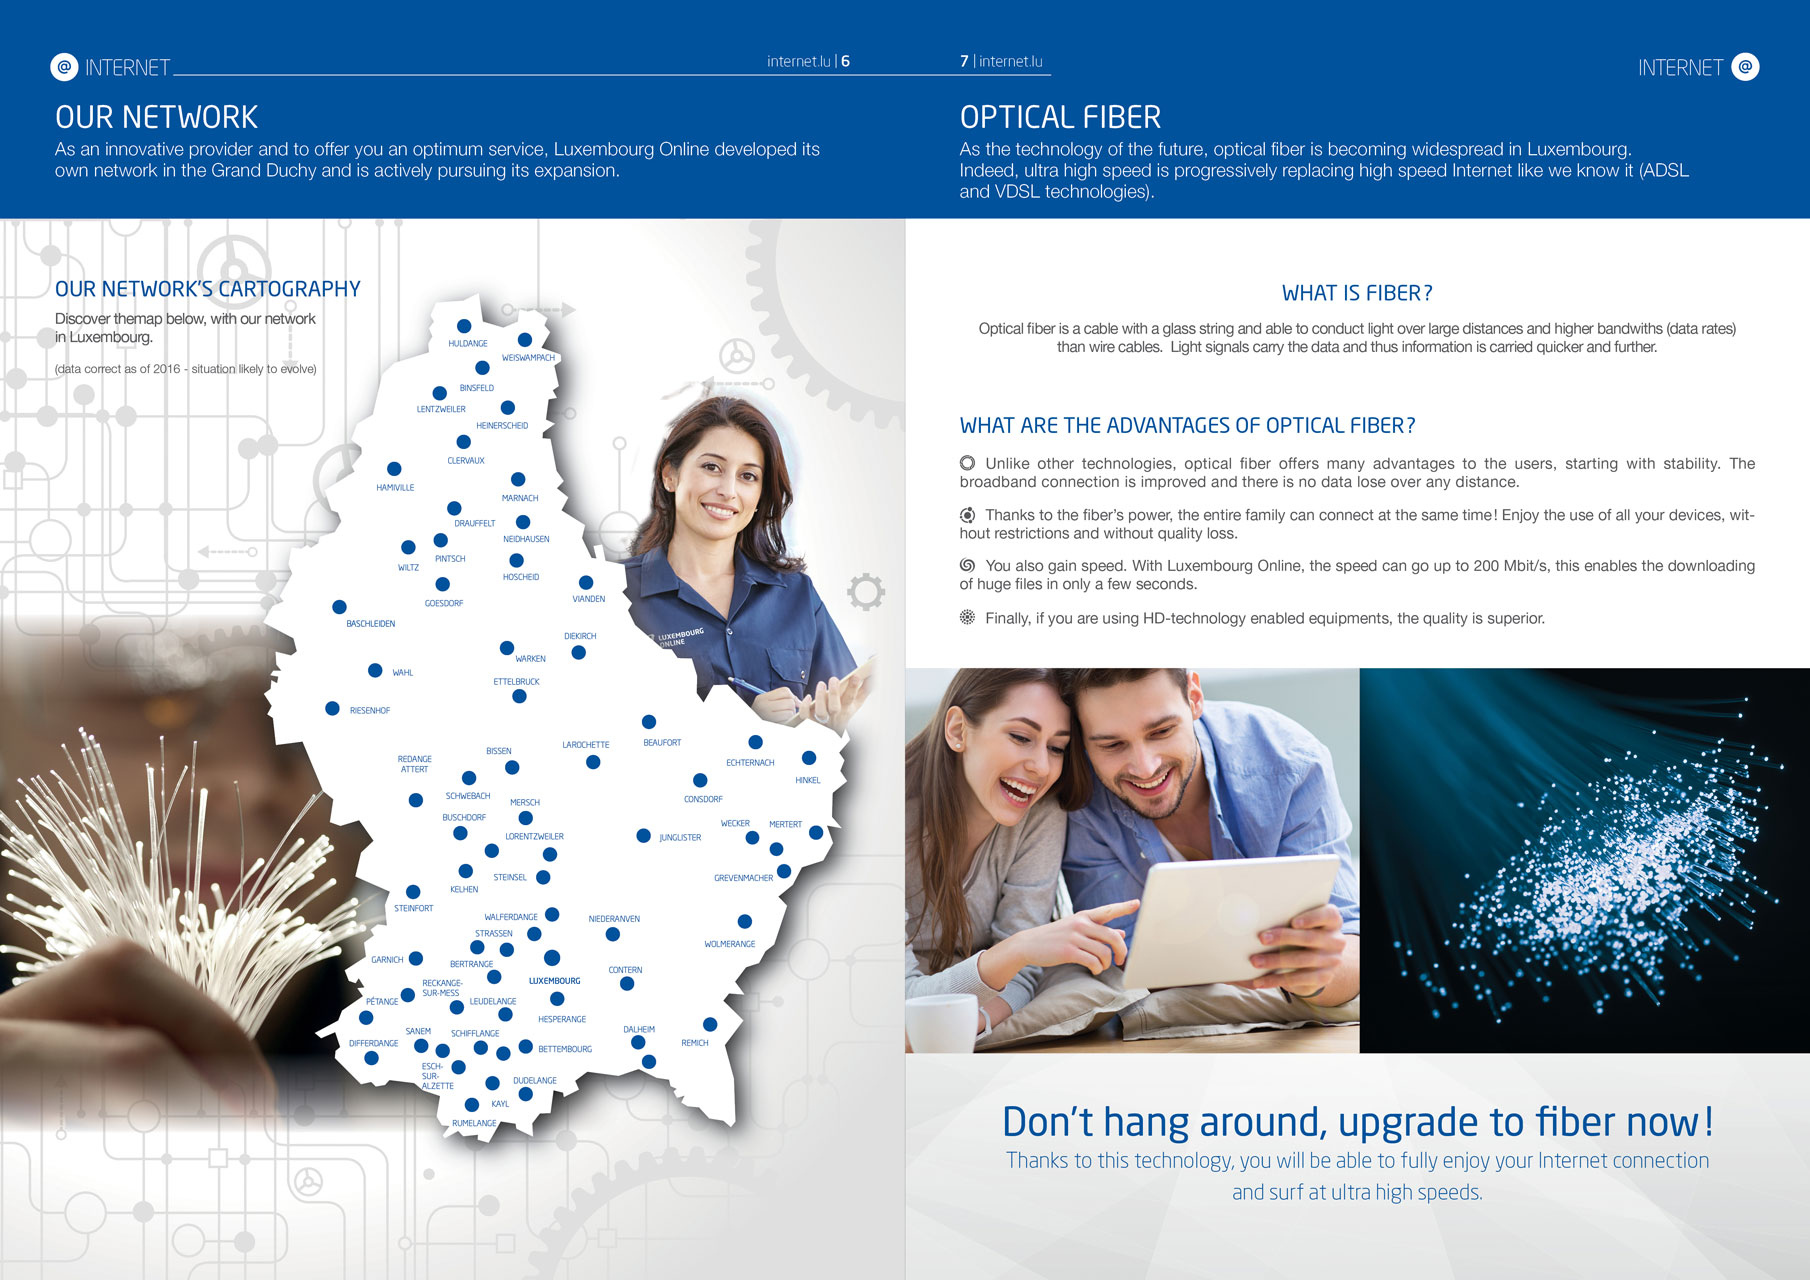 @ INTERNET
internet.lu | 6
OUR NETWORK
As an innovative provider and to offer you an optimum service, Luxembourg Online developed its
own network in the Grand Duchy and is actively pursuing its expansion.
OUR NETWORK'S CARTOGRAPHY
Discover themap below, with our network
in Luxembourg.
(data correct as of 2016 - situation likely to evolve)
HULDANGE
WEISWAMPACH
BINSFELD
LENTZWEILER
HEINERSCHEID
CLERVAUX
HAMIVILLE
MARNACH
DRAUFFELT
NEIDHAUSEN
PINTSCH
WILTZ
HOSCHEID
GOESDORF
VIANDEN
BASCHLEIDEN
DIEKIRCH
WARKEN
WAHL
ETTELBRUCK
RIESENHOF
BEAUFORT
LAROCHETTE
BISSEN
REDANGE
ATTERT
ECHTERNACH
HINKEL
SCHWEBACH
CONSDORF
MERSCH
BUSCHDORF
WECKER
MERTERT
LORENTZWEILER
JUNGLISTER
STEINSEL
GREVENMACHER
KELHEN
STEINFORT
WALFERDANGE
NIEDERANVEN
STRASSEN
WOLMERANGE
GARNICH
BERTRANGE
CONTERN
LUXEMBOURG
RECKANGE-
SUR-MESS
PÉTANGE
LEUDELANGE
HESPERANGE
SANEM
SCHIFFLANGE
DALHEIM
DIFFERDANGE
REMICH
BETTEMBOURG
ESCH-
SUR-
ALZETTE
DUDELANGE
KAYL
RUMELANGE
LUXEMBOURG
ONLINE
7 | internet.lu
INTERNET @
OPTICAL FIBER
As the technology of the future, optical fiber is becoming widespread in Luxembourg.
Indeed, ultra high speed is progressively replacing high speed Internet like we know it (ADSL
and VDSL technologies).
WHAT IS FIBER?
Optical fiber is a cable with a glass string and able to conduct light over large distances and higher bandwiths (data rates)
than wire cables. Light signals carry the data and thus information is carried quicker and further.
WHAT ARE THE ADVANTAGES OF OPTICAL FIBER?
Unlike other technologies, optical fiber offers many advantages to the users, starting with stability. The
broadband connection is improved and there is no data lose over any distance.
Thanks to the fiber's power, the entire family can connect at the same time! Enjoy the use of all your devices, wit-
hout restrictions and without quality loss.
You also gain speed. With Luxembourg Online, the speed can go up to 200 Mbit/s, this enables the downloading
of huge files in only a few seconds.
Finally, if you are using HD-technology enabled equipments, the quality is superior.
Don't hang around, upgrade to fiber now!
Thanks to this technology, you will be able to fully enjoy your Internet connection
and surf at ultra high speeds.